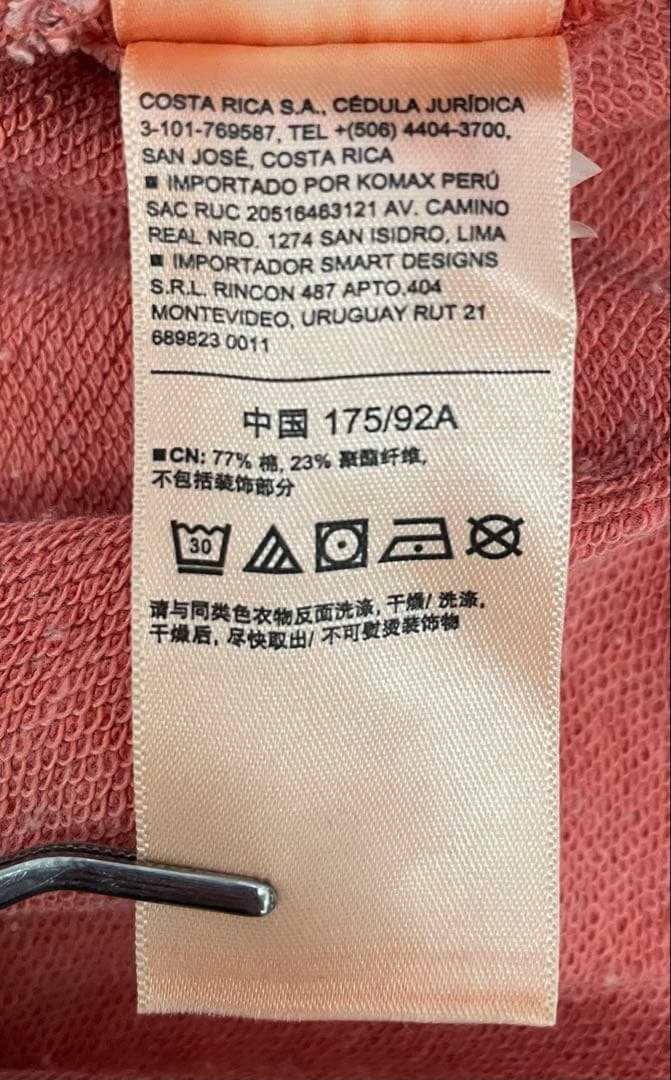 COSTA RICA S.A., CÉDULA JURÍDICA
3-101-769587, TEL +(506) 4404-3700,
SAN JOSÉ, COSTA RICA
■ IMPORTADO POR KOMAX PERÚ
SAC RUC 20516463121 AV. CAMINO
REAL NRO. 1274 SAN ISIDRO, LIMA
■ IMPORTADOR SMART DESIGNS
S.R.L. RINCON 487 APTO.404
MONTEVIDEO, URUGUAY RUT 21
689823 0011
中国 175/92A
■CN: 77% 棉, 23% 聚酯纤维,
不包括装饰部分
30
请与同类色衣物反面洗涤, 干燥/ 洗涤,
干燥后, 尽快取出/ 不可熨烫装饰物